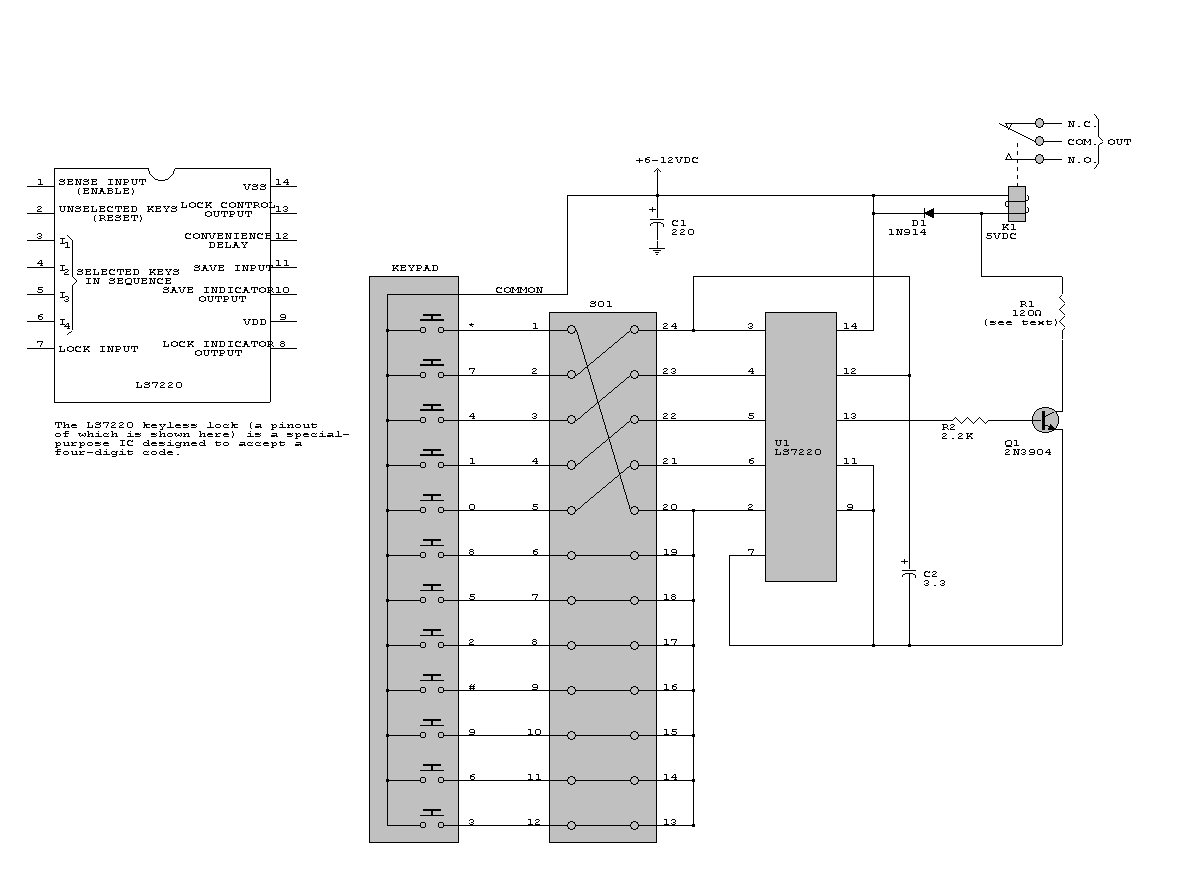 N.C.
COM. OUT
N.O.
+6-12VDC
1 SENSE INPUT
(ENABLE)
VSS 14
2 UNSELECTED KEYS
(RESET)
LOCK CONTROL
OUTPUT 13
3 I1
CONVENIENCE
DELAY 12
4 I2 SELECTED KEYS
IN SEQUENCE
SAVE INPUT 11
5 I3
SAVE INDICATOR
OUTPUT 10
6 I4
VDD 9
7 LOCK INPUT
LOCK INDICATOR
OUTPUT 8
LS7220
The LS7220 keyless lock (a pinout
of which is shown here) is a special-
purpose IC designed to accept a
four-digit code.
+
C1
220
D1
1N914
K1
5VDC
KEYPAD
COMMON
SO1
R1
120Ω
(see text)
* 1 24 3 14
7 2 23 4 12
4 3 22 5 13
R2
2.2K
Q1
2N3904
U1
LS7220
1 4 21 6 11
0 5 20 2 9
8 6 19 7
+
C2
3.3
5 7 18
2 8 17
# 9 16
9 10 15
6 11 14
3 12 13